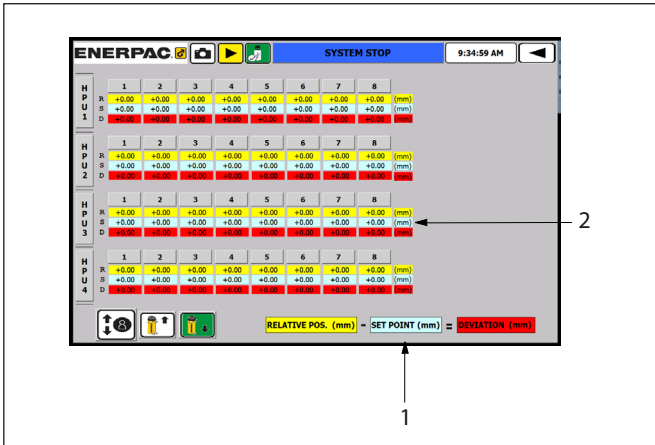 ENERPAC SYSTEM STOP 9:34:59 AM
HPU1
1 2 3 4 5 6 7 8
R +0.00 +0.00 +0.00 +0.00 +0.00 +0.00 +0.00 +0.00 (mm)
S +0.00 +0.00 +0.00 +0.00 +0.00 +0.00 +0.00 +0.00 (mm)
D +0.00 +0.00 +0.00 +0.00 +0.00 +0.00 +0.00 +0.00 (mm)
HPU2
1 2 3 4 5 6 7 8
R +0.00 +0.00 +0.00 +0.00 +0.00 +0.00 +0.00 +0.00 (mm)
S +0.00 +0.00 +0.00 +0.00 +0.00 +0.00 +0.00 +0.00 (mm)
D +0.00 +0.00 +0.00 +0.00 +0.00 +0.00 +0.00 +0.00 (mm)
HPU3
1 2 3 4 5 6 7 8
R +0.00 +0.00 +0.00 +0.00 +0.00 +0.00 +0.00 +0.00 (mm)
S +0.00 +0.00 +0.00 +0.00 +0.00 +0.00 +0.00 +0.00 (mm)
D +0.00 +0.00 +0.00 +0.00 +0.00 +0.00 +0.00 +0.00 (mm)
2
HPU4
1 2 3 4 5 6 7 8
R +0.00 +0.00 +0.00 +0.00 +0.00 +0.00 +0.00 +0.00 (mm)
S +0.00 +0.00 +0.00 +0.00 +0.00 +0.00 +0.00 +0.00 (mm)
D +0.00 +0.00 +0.00 +0.00 +0.00 +0.00 +0.00 +0.00 (mm)
8 RELATIVE POS. (mm) - SET POINT (mm) = DEVIATION (mm)
1